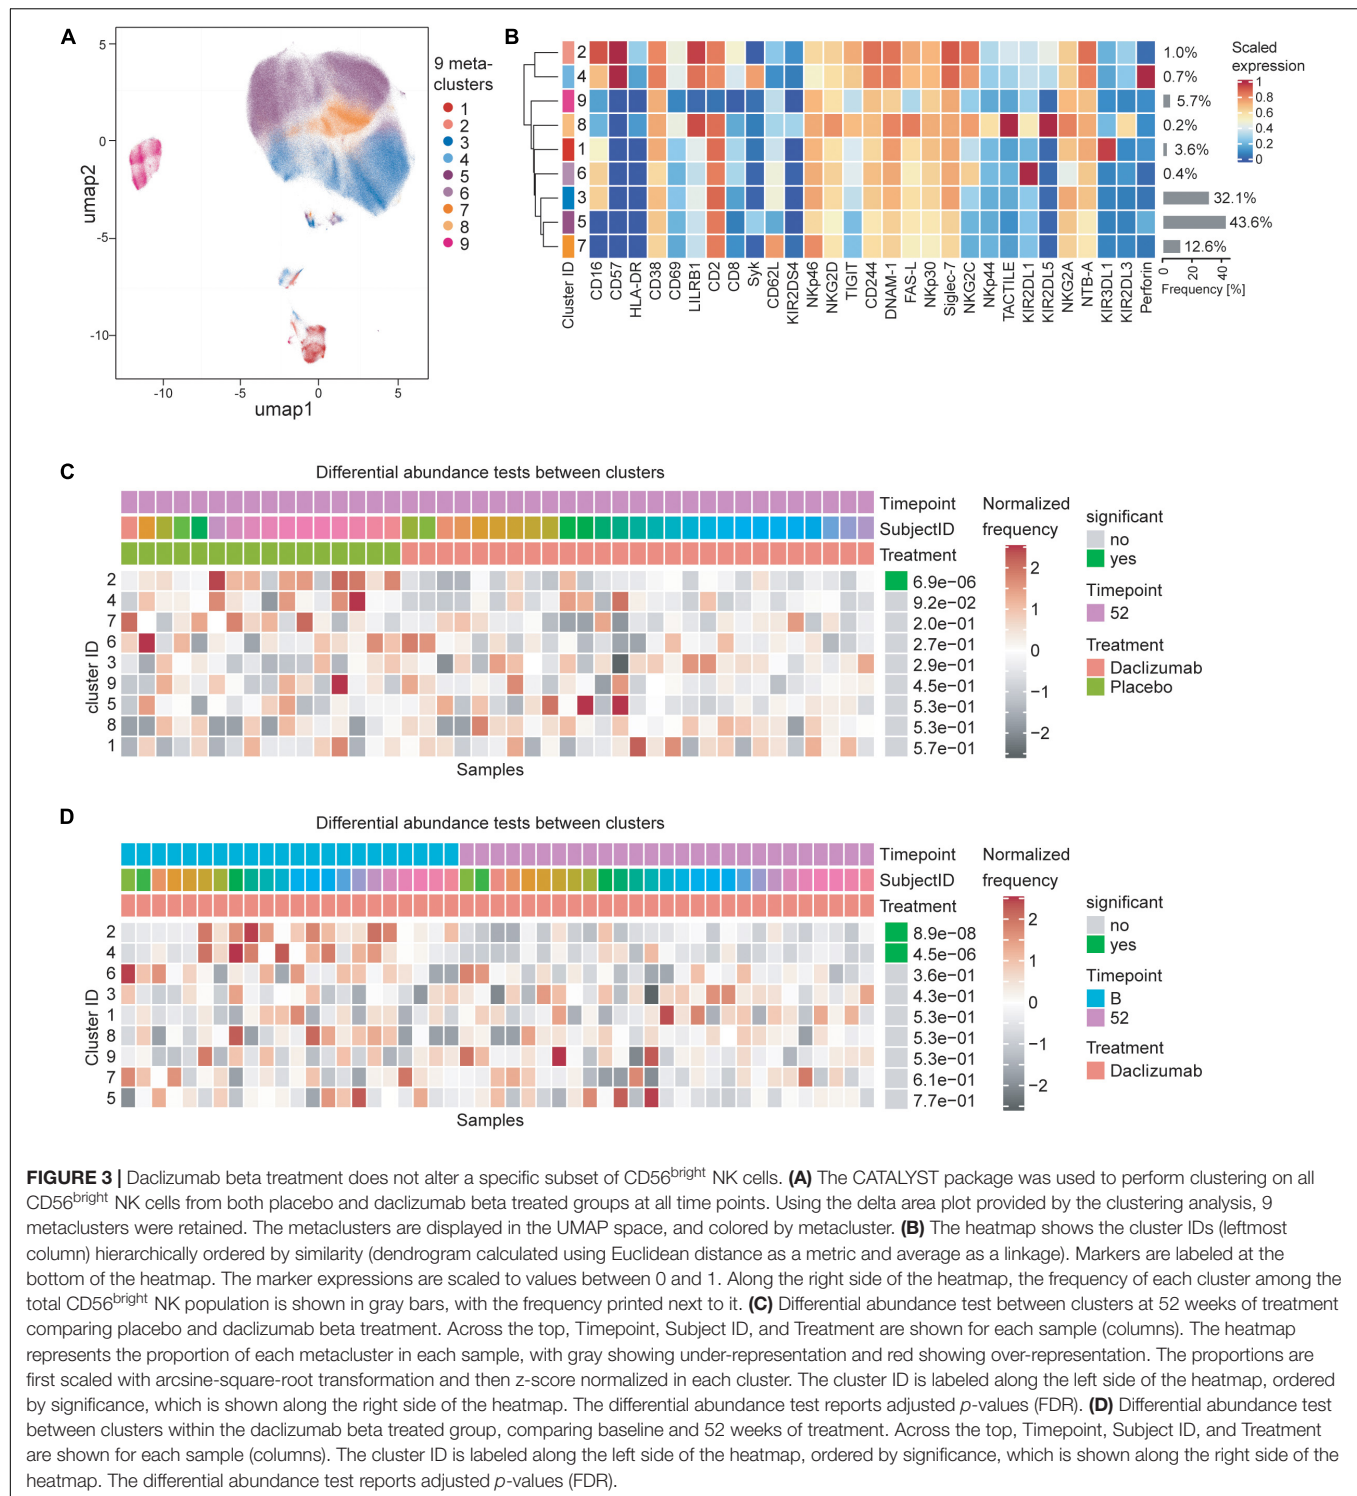 A
5
0
-5
-10
umap2
-10
-5
0
5
umap1
9 meta-
clusters
1
2
3
4
5
6
7
8
9
B
2
4
9
8
1
6
3
5
7
Cluster ID
CD16
CD57
HLA-DR
CD38
CD69
LILRB1
CD2
CD8
Syk
CD62L
KIR2DS4
NKp46
NKG2D
TIGIT
CD244
DNAM-1
FAS-L
NKp30
Siglec-7
NKG2C
NKp44
TACTILE
KIR2DL1
KIR2DL5
NKG2A
NTB-A
KIR3DL1
KIR2DL3
Perforin
1.0%
0.7%
5.7%
0.2%
3.6%
0.4%
32.1%
43.6%
12.6%
0
20
40
Frequency [%]
Scaled
expression
1
0.8
0.6
0.4
0.2
0
C
Differential abundance tests between clusters
Timepoint
SubjectID
Treatment
2
4
7
6
3
9
5
8
1
cluster ID
Samples
6.9e−06
9.2e−02
2.0e−01
2.7e−01
2.9e−01
4.5e−01
5.3e−01
5.3e−01
5.7e−01
Normalized
frequency
2
1
0
−1
−2
significant
no
yes
Timepoint
52
Treatment
Daclizumab
Placebo
D
Differential abundance tests between clusters
Timepoint
SubjectID
Treatment
2
4
6
3
1
8
9
7
5
Cluster ID
Samples
8.9e−08
4.5e−06
3.6e−01
4.3e−01
5.3e−01
5.3e−01
5.3e−01
6.1e−01
7.7e−01
Normalized
frequency
2
1
0
−1
−2
significant
no
yes
Timepoint
B
52
Treatment
Daclizumab
FIGURE 3 | Daclizumab beta treatment does not alter a specific subset of CD56bright NK cells. (A) The CATALYST package was used to perform clustering on all
CD56bright NK cells from both placebo and daclizumab beta treated groups at all time points. Using the delta area plot provided by the clustering analysis, 9
metaclusters were retained. The metaclusters are displayed in the UMAP space, and colored by metacluster. (B) The heatmap shows the cluster IDs (leftmost
column) hierarchically ordered by similarity (dendrogram calculated using Euclidean distance as a metric and average as a linkage). Markers are labeled at the
bottom of the heatmap. The marker expressions are scaled to values between 0 and 1. Along the right side of the heatmap, the frequency of each cluster among the
total CD56bright NK population is shown in gray bars, with the frequency printed next to it. (C) Differential abundance test between clusters at 52 weeks of treatment
comparing placebo and daclizumab beta treatment. Across the top, Timepoint, Subject ID, and Treatment are shown for each sample (columns). The heatmap
represents the proportion of each metacluster in each sample, with gray showing under-representation and red showing over-representation. The proportions are
first scaled with arcsine-square-root transformation and then z-score normalized in each cluster. The cluster ID is labeled along the left side of the heatmap, ordered
by significance, which is shown along the right side of the heatmap. The differential abundance test reports adjusted p-values (FDR). (D) Differential abundance test
between clusters within the daclizumab beta treated group, comparing baseline and 52 weeks of treatment. Across the top, Timepoint, Subject ID, and Treatment
are shown for each sample (columns). The cluster ID is labeled along the left side of the heatmap, ordered by significance, which is shown along the right side of the
heatmap. The differential abundance test reports adjusted p-values (FDR).